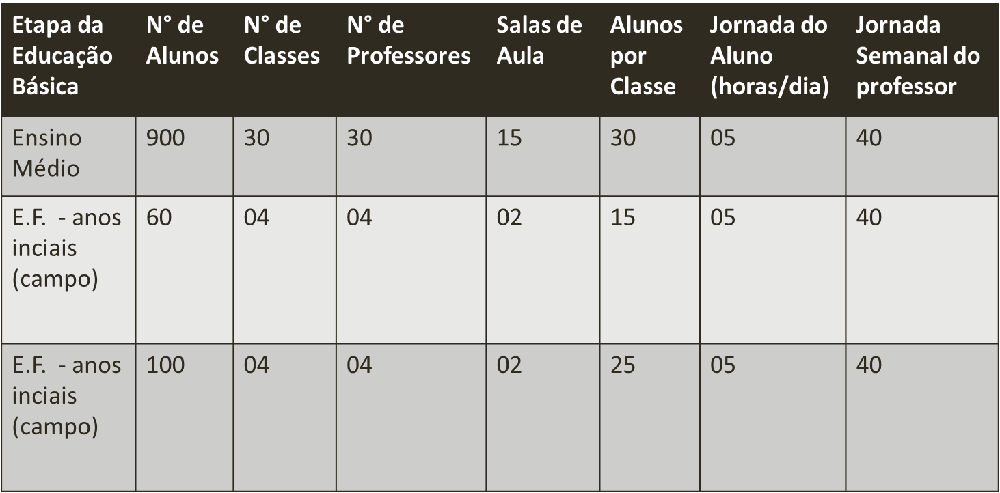 Etapa da Educação Básica | N° de Alunos | N° de Classes | N° de Professores | Salas de Aula | Alunos por Classe | Jornada do Aluno (horas/dia) | Jornada Semanal do professor
Ensino Médio | 900 | 30 | 30 | 15 | 30 | 05 | 40
E.F. - anos inciais (campo) | 60 | 04 | 04 | 02 | 15 | 05 | 40
E.F. - anos inciais (campo) | 100 | 04 | 04 | 02 | 25 | 05 | 40